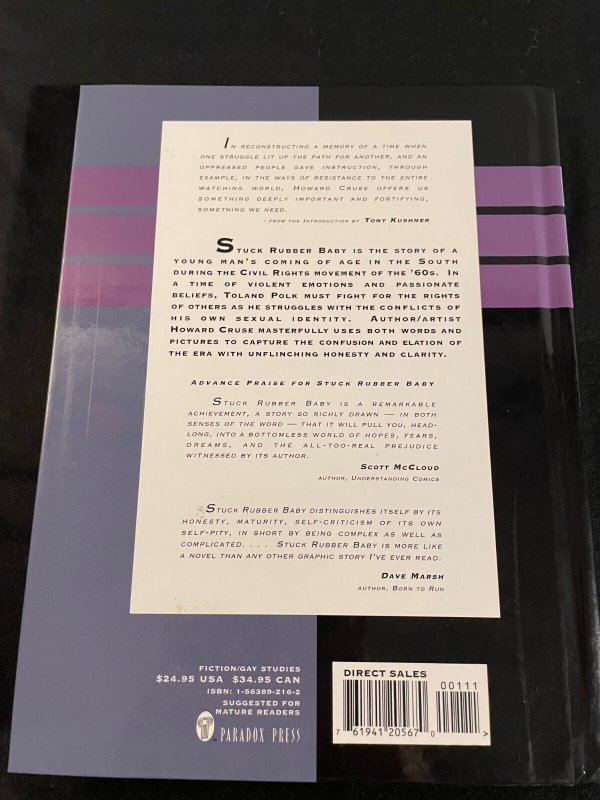 IN RECONSTRUCTING A MEMORY OF A TIME WHEN
ONE STRUGGLE LIT UP THE PATH FOR ANOTHER, AND AN
OPPRESSED PEOPLE GAVE INSTRUCTION, THROUGH
EXAMPLE, IN THE WAYS OF RESISTANCE TO THE ENTIRE
WATCHING WORLD, HOWARD CRUSE OFFERS US
SOMETHING DEEPLY IMPORTANT AND FORTIFYING,
SOMETHING WE NEED.
- FROM THE INTRODUCTION BY TONY KUSHNER
STUCK RUBBER BABY IS THE STORY OF A
YOUNG MAN'S COMING OF AGE IN THE SOUTH
DURING THE CIVIL RIGHTS MOVEMENT OF THE '60S. IN
A TIME OF VIOLENT EMOTIONS AND PASSIONATE
BELIEFS, TOLAND POLK MUST FIGHT FOR THE RIGHTS
OF OTHERS AS HE STRUGGLES WITH THE CONFLICTS OF
HIS OWN SEXUAL IDENTITY. AUTHOR/ARTIST
HOWARD CRUSE MASTERFULLY USES BOTH WORDS AND
PICTURES TO CAPTURE THE CONFUSION AND ELATION OF
THE ERA WITH UNFLINCHING HONESTY AND CLARITY.
ADVANCE PRAISE FOR STUCK RUBBER BABY
STUCK RUBBER BABY IS A REMARKABLE
ACHIEVEMENT, A STORY SO RICHLY DRAWN — IN BOTH
SENSES OF THE WORD — THAT IT WILL PULL YOU, HEAD-
LONG, INTO A BOTTOMLESS WORLD OF HOPES, FEARS,
DREAMS, AND THE ALL-TOO-REAL PREJUDICE
WITNESSED BY ITS AUTHOR.
SCOTT MCCLOUD
AUTHOR, UNDERSTANDING COMICS
STUCK RUBBER BABY DISTINGUISHES ITSELF BY ITS
HONESTY, MATURITY, SELF-CRITICISM OF ITS OWN
SELF-PITY, IN SHORT BY BEING COMPLEX AS WELL AS
COMPLICATED. . . . STUCK RUBBER BABY IS MORE LIKE
A NOVEL THAN ANY OTHER GRAPHIC STORY I'VE EVER READ.
DAVE MARSH
AUTHOR, BORN TO RUN
FICTION/GAY STUDIES
$24.95 USA $34.95 CAN
ISBN: 1-56389-216-2
SUGGESTED FOR
MATURE READERS
PARADOX PRESS
DIRECT SALES
00111
7 61941 20567 0 >